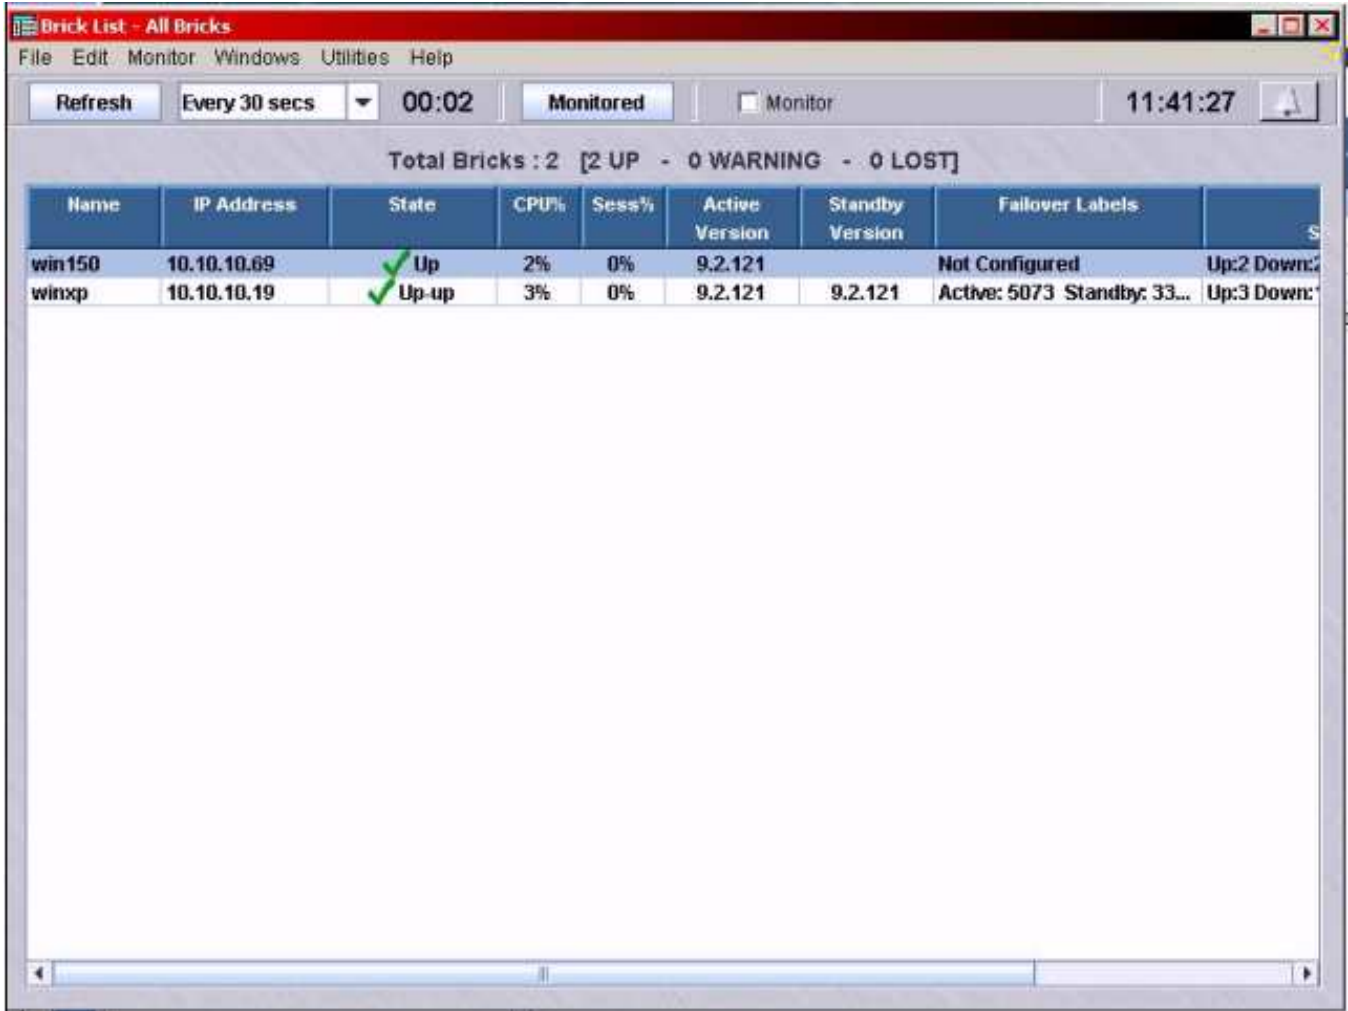 Brick List - All Bricks
File Edit Monitor Windows Utilities Help
Refresh Every 30 secs 00:02 Monitored Monitor 11:41:27
Total Bricks : 2 [2 UP - 0 WARNING - 0 LOST]
Name IP Address State CPU% Sess% Active Version Standby Version Failover Labels S
win150 10.10.10.69 Up 2% 0% 9.2.121 Not Configured Up:2 Down:2
winxp 10.10.10.19 Up-up 3% 0% 9.2.121 9.2.121 Active: 5073 Standby: 33... Up:3 Down: